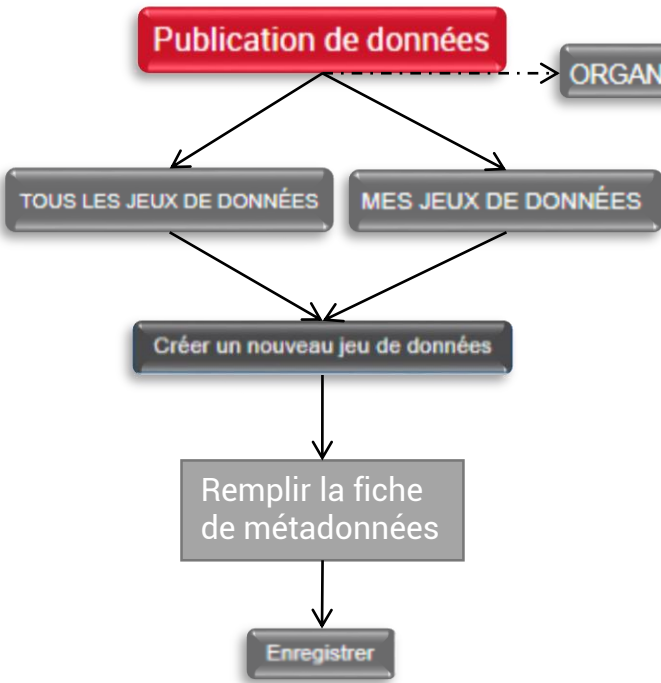 Publication de données
TOUS LES JEUX DE DONNÉES
MES JEUX DE DONNÉES
Créer un nouveau jeu de données
Remplir la fiche
de métadonnées
Enregistrer